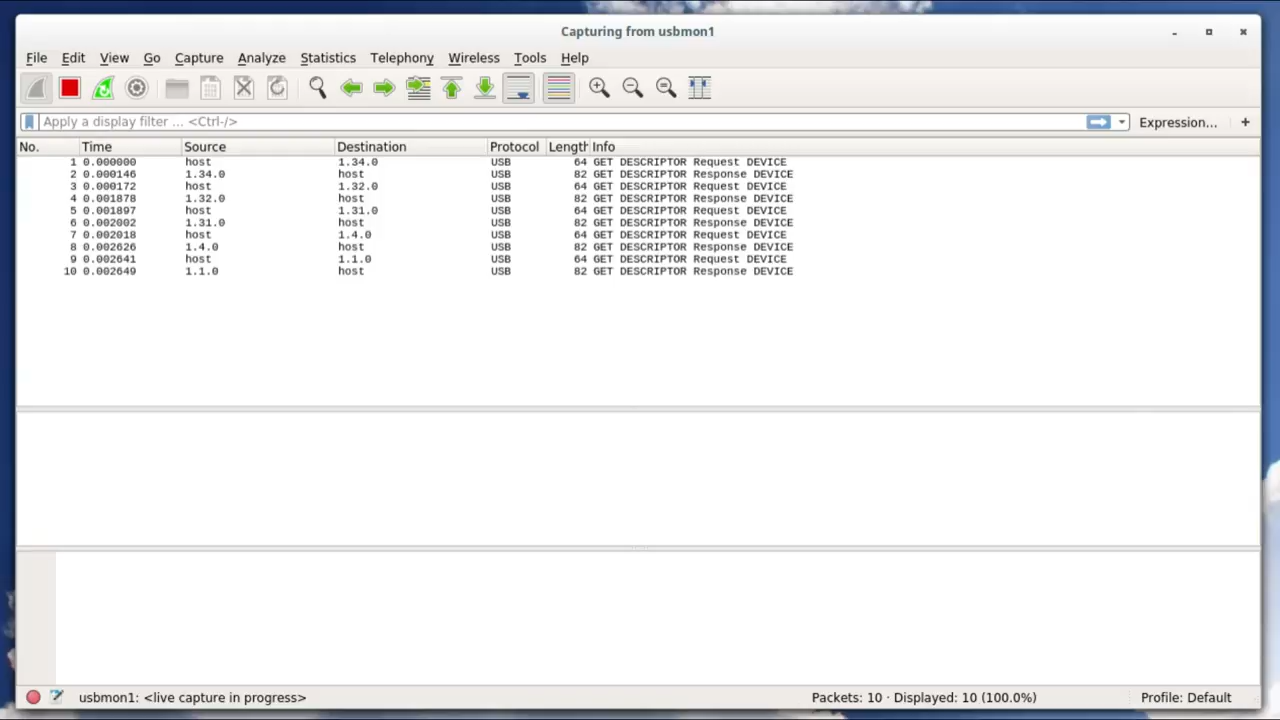 Capturing from usbmon1
File Edit View Go Capture Analyze Statistics Telephony Wireless Tools Help
Apply a display filter ... <Ctrl-/> Expression... +
No. Time Source Destination Protocol Length Info
1 0.000000 host 1.34.0 USB 64 GET DESCRIPTOR Request DEVICE
2 0.000146 1.34.0 host USB 82 GET DESCRIPTOR Response DEVICE
3 0.000172 host 1.32.0 USB 64 GET DESCRIPTOR Request DEVICE
4 0.001878 1.32.0 host USB 82 GET DESCRIPTOR Response DEVICE
5 0.001897 host 1.31.0 USB 64 GET DESCRIPTOR Request DEVICE
6 0.002002 1.31.0 host USB 82 GET DESCRIPTOR Response DEVICE
7 0.002018 host 1.4.0 USB 64 GET DESCRIPTOR Request DEVICE
8 0.002626 1.4.0 host USB 82 GET DESCRIPTOR Response DEVICE
9 0.002641 host 1.1.0 USB 64 GET DESCRIPTOR Request DEVICE
10 0.002649 1.1.0 host USB 82 GET DESCRIPTOR Response DEVICE
usbmon1: <live capture in progress> Packets: 10 · Displayed: 10 (100.0%) Profile: Default